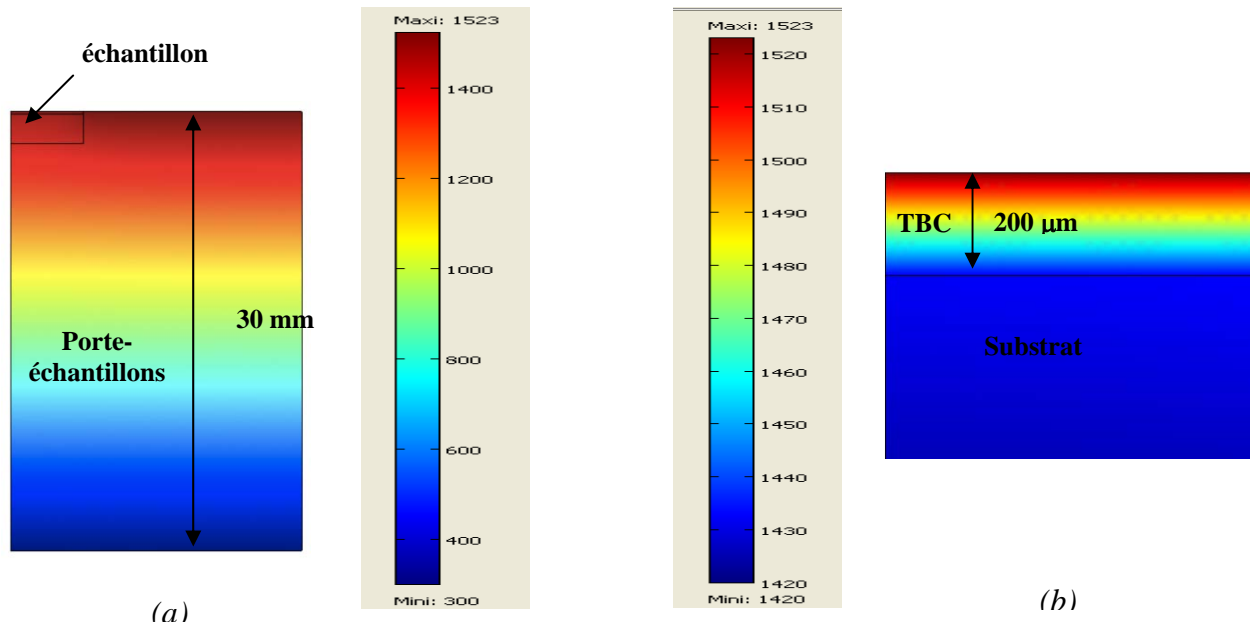 échantillon
Porte-
échantillons
30 mm
(a)
Maxi: 1523
1400
1200
1000
800
600
400
Mini: 300
Maxi: 1523
1520
1510
1500
1490
1480
1470
1460
1450
1440
1430
1420
Mini: 1420
TBC
200 µm
Substrat
(b)